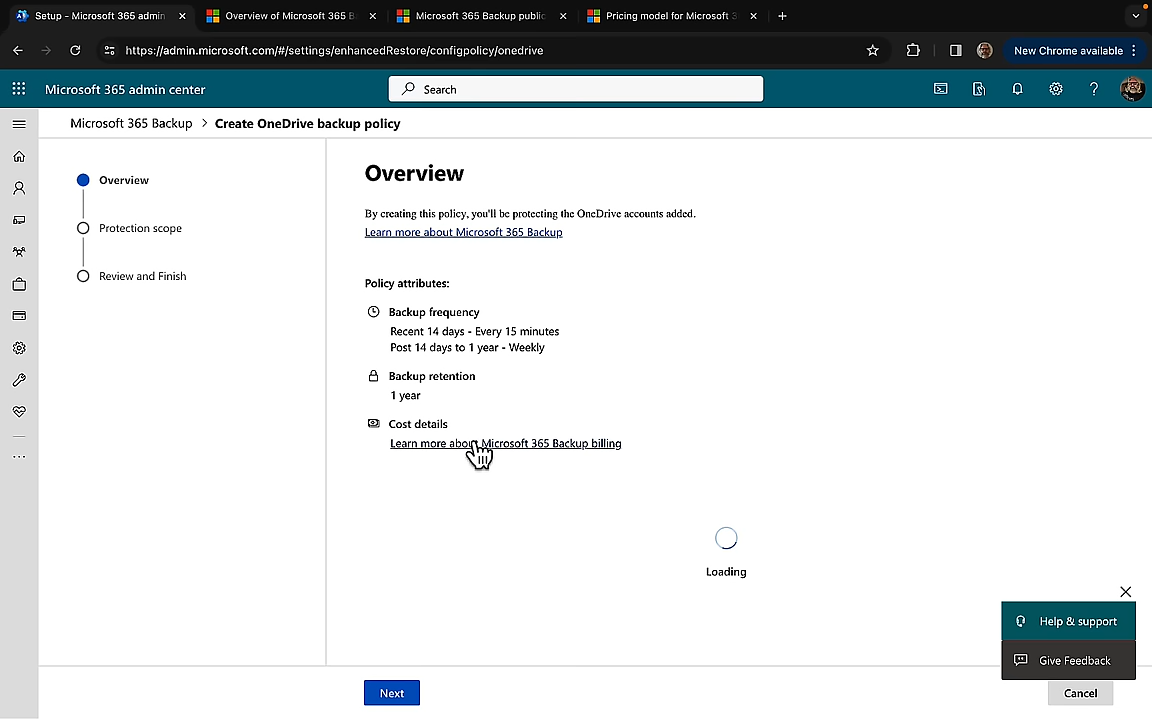 Setup - Microsoft 365 admin
Overview of Microsoft 365 B
Microsoft 365 Backup public
Pricing model for Microsoft 3
https://admin.microsoft.com/#/settings/enhancedRestore/configpolicy/onedrive
New Chrome available
Microsoft 365 admin center
Search
Microsoft 365 Backup > Create OneDrive backup policy
Overview
Protection scope
Review and Finish
Overview
By creating this policy, you'll be protecting the OneDrive accounts added.
Learn more about Microsoft 365 Backup
Policy attributes:
Backup frequency
Recent 14 days - Every 15 minutes
Post 14 days to 1 year - Weekly
Backup retention
1 year
Cost details
Learn more about Microsoft 365 Backup billing
Loading
Help & support
Give Feedback
Next
Cancel